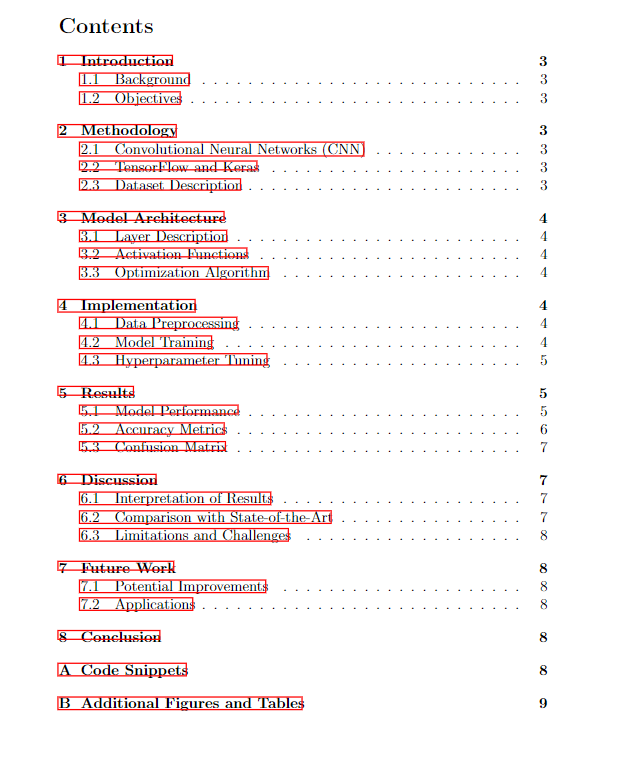 Contents
1 Introduction 3
1.1 Background . . . . . . . . . . . . . . . . . . . . . . . . . . . . 3
1.2 Objectives . . . . . . . . . . . . . . . . . . . . . . . . . . . . . 3
2 Methodology 3
2.1 Convolutional Neural Networks (CNN) . . . . . . . . . . . . . 3
2.2 TensorFlow and Keras . . . . . . . . . . . . . . . . . . . . . . 3
2.3 Dataset Description . . . . . . . . . . . . . . . . . . . . . . . . 3
3 Model Architecture 4
3.1 Layer Description . . . . . . . . . . . . . . . . . . . . . . . . . 4
3.2 Activation Functions . . . . . . . . . . . . . . . . . . . . . . . 4
3.3 Optimization Algorithm . . . . . . . . . . . . . . . . . . . . . 4
4 Implementation 4
4.1 Data Preprocessing . . . . . . . . . . . . . . . . . . . . . . . . 4
4.2 Model Training . . . . . . . . . . . . . . . . . . . . . . . . . . 4
4.3 Hyperparameter Tuning . . . . . . . . . . . . . . . . . . . . . 5
5 Results 5
5.1 Model Performance . . . . . . . . . . . . . . . . . . . . . . . . 5
5.2 Accuracy Metrics . . . . . . . . . . . . . . . . . . . . . . . . . 6
5.3 Confusion Matrix . . . . . . . . . . . . . . . . . . . . . . . . . 7
6 Discussion 7
6.1 Interpretation of Results . . . . . . . . . . . . . . . . . . . . . 7
6.2 Comparison with State-of-the-Art . . . . . . . . . . . . . . . . 7
6.3 Limitations and Challenges . . . . . . . . . . . . . . . . . . . 8
7 Future Work 8
7.1 Potential Improvements . . . . . . . . . . . . . . . . . . . . . 8
7.2 Applications . . . . . . . . . . . . . . . . . . . . . . . . . . . . 8
8 Conclusion 8
A Code Snippets 8
B Additional Figures and Tables 9